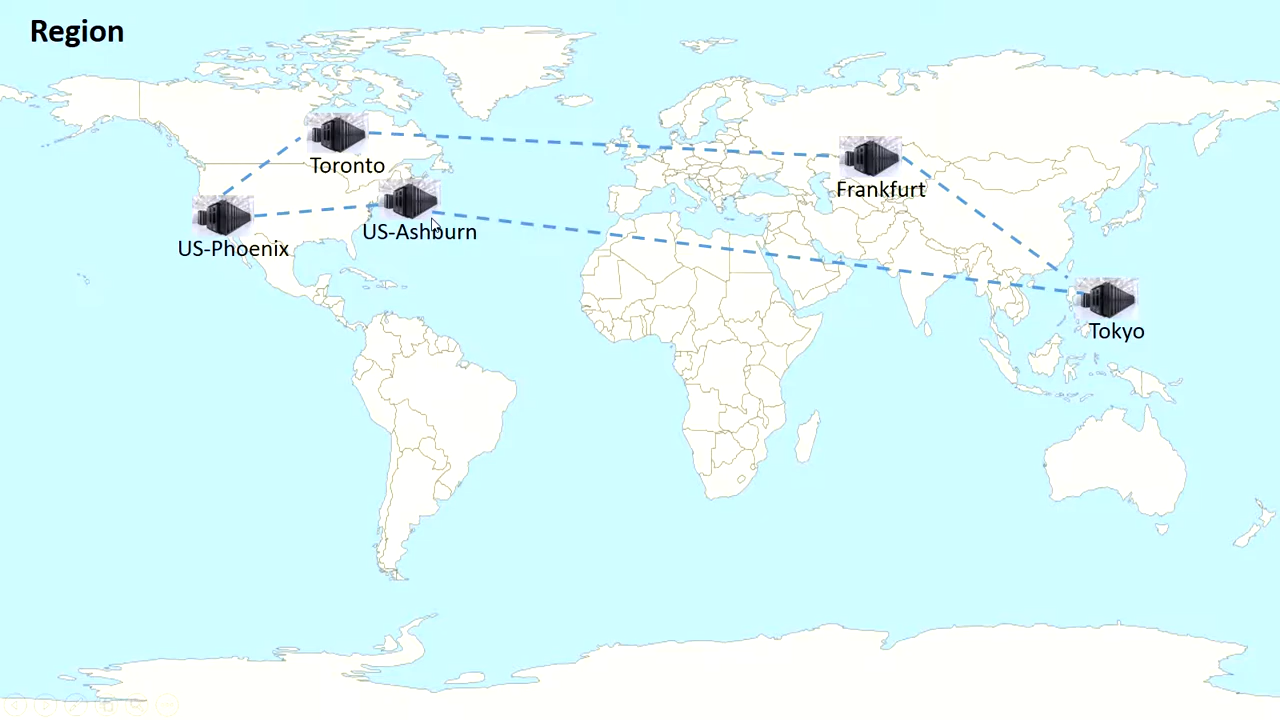 Region
Toronto
Frankfurt
US-Ashburn
US-Phoenix
Tokyo